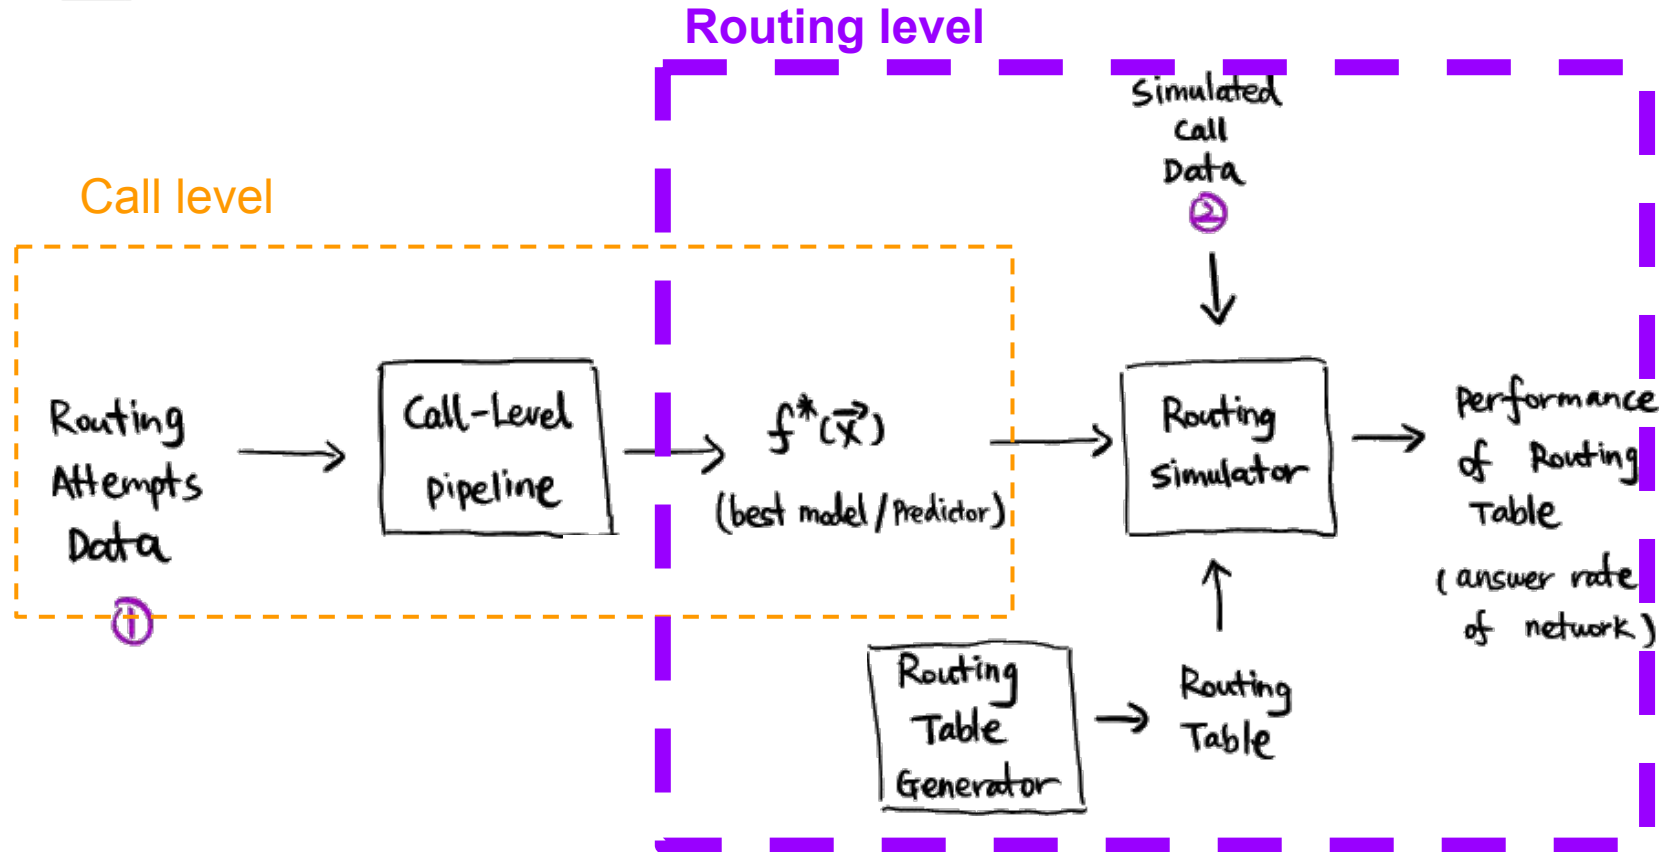 Routing level
Call level
Simulated
Call
Data
②
Routing
Attempts
Data
①
Call-Level
pipeline
f*(x⃗)
(best model/Predictor)
Routing
Simulator
Performance
of Routing
Table
(answer rate
of network)
Routing
Table
Generator
Routing
Table